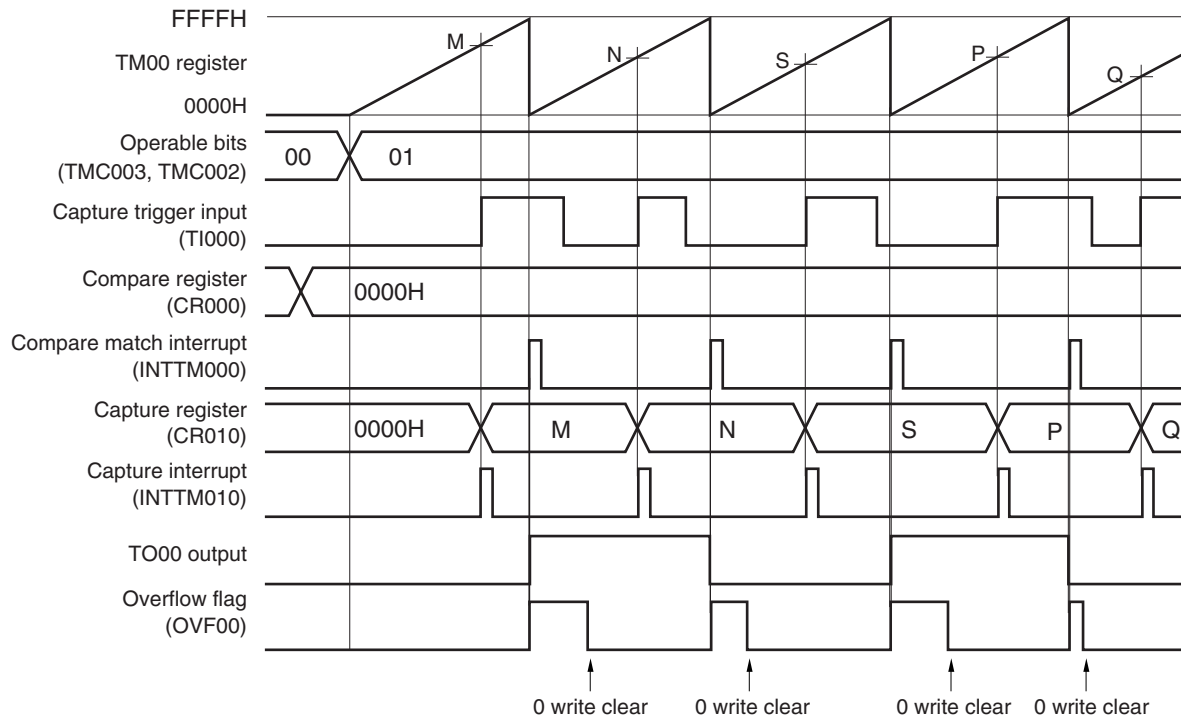 FFFFH
TM00 register
0000H
M N S P Q
Operable bits
(TMC003, TMC002)
00 01
Capture trigger input
(TI000)
Compare register
(CR000)
0000H
Compare match interrupt
(INTTM000)
Capture register
(CR010)
0000H M N S P Q
Capture interrupt
(INTTM010)
TO00 output
Overflow flag
(OVF00)
0 write clear 0 write clear 0 write clear 0 write clear